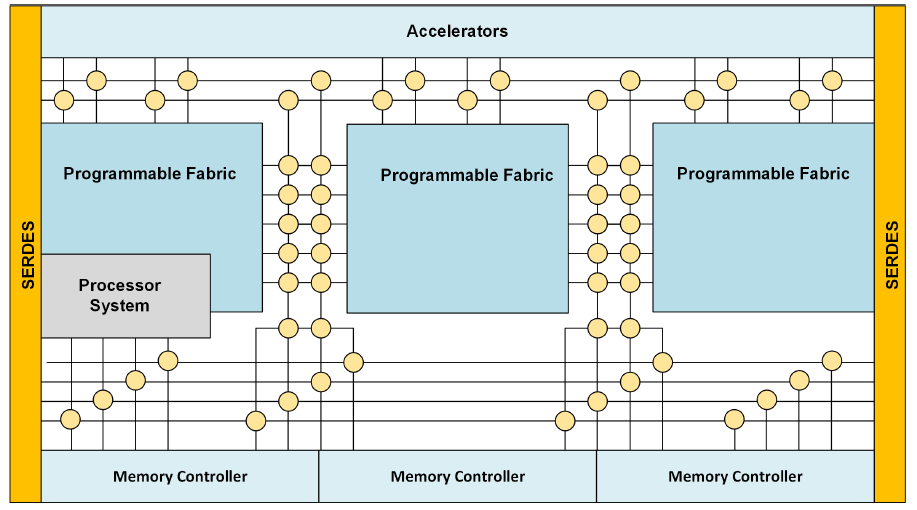 Accelerators
Programmable Fabric
Programmable Fabric
Programmable Fabric
SERDES
SERDES
Processor
System
Memory Controller
Memory Controller
Memory Controller